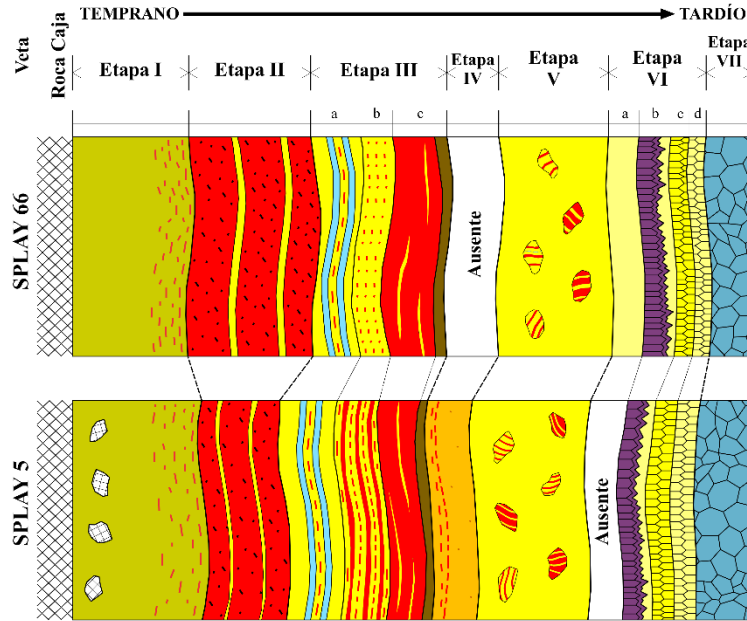 TEMPRANO
TARDÍO
Veta
Roca Caja
Etapa I
Etapa II
Etapa III
Etapa
IV
Etapa
V
Etapa
VI
Etapa
VII
a
b
c
a
b
c
d
SPLAY 66
Ausente
SPLAY 5
Ausente